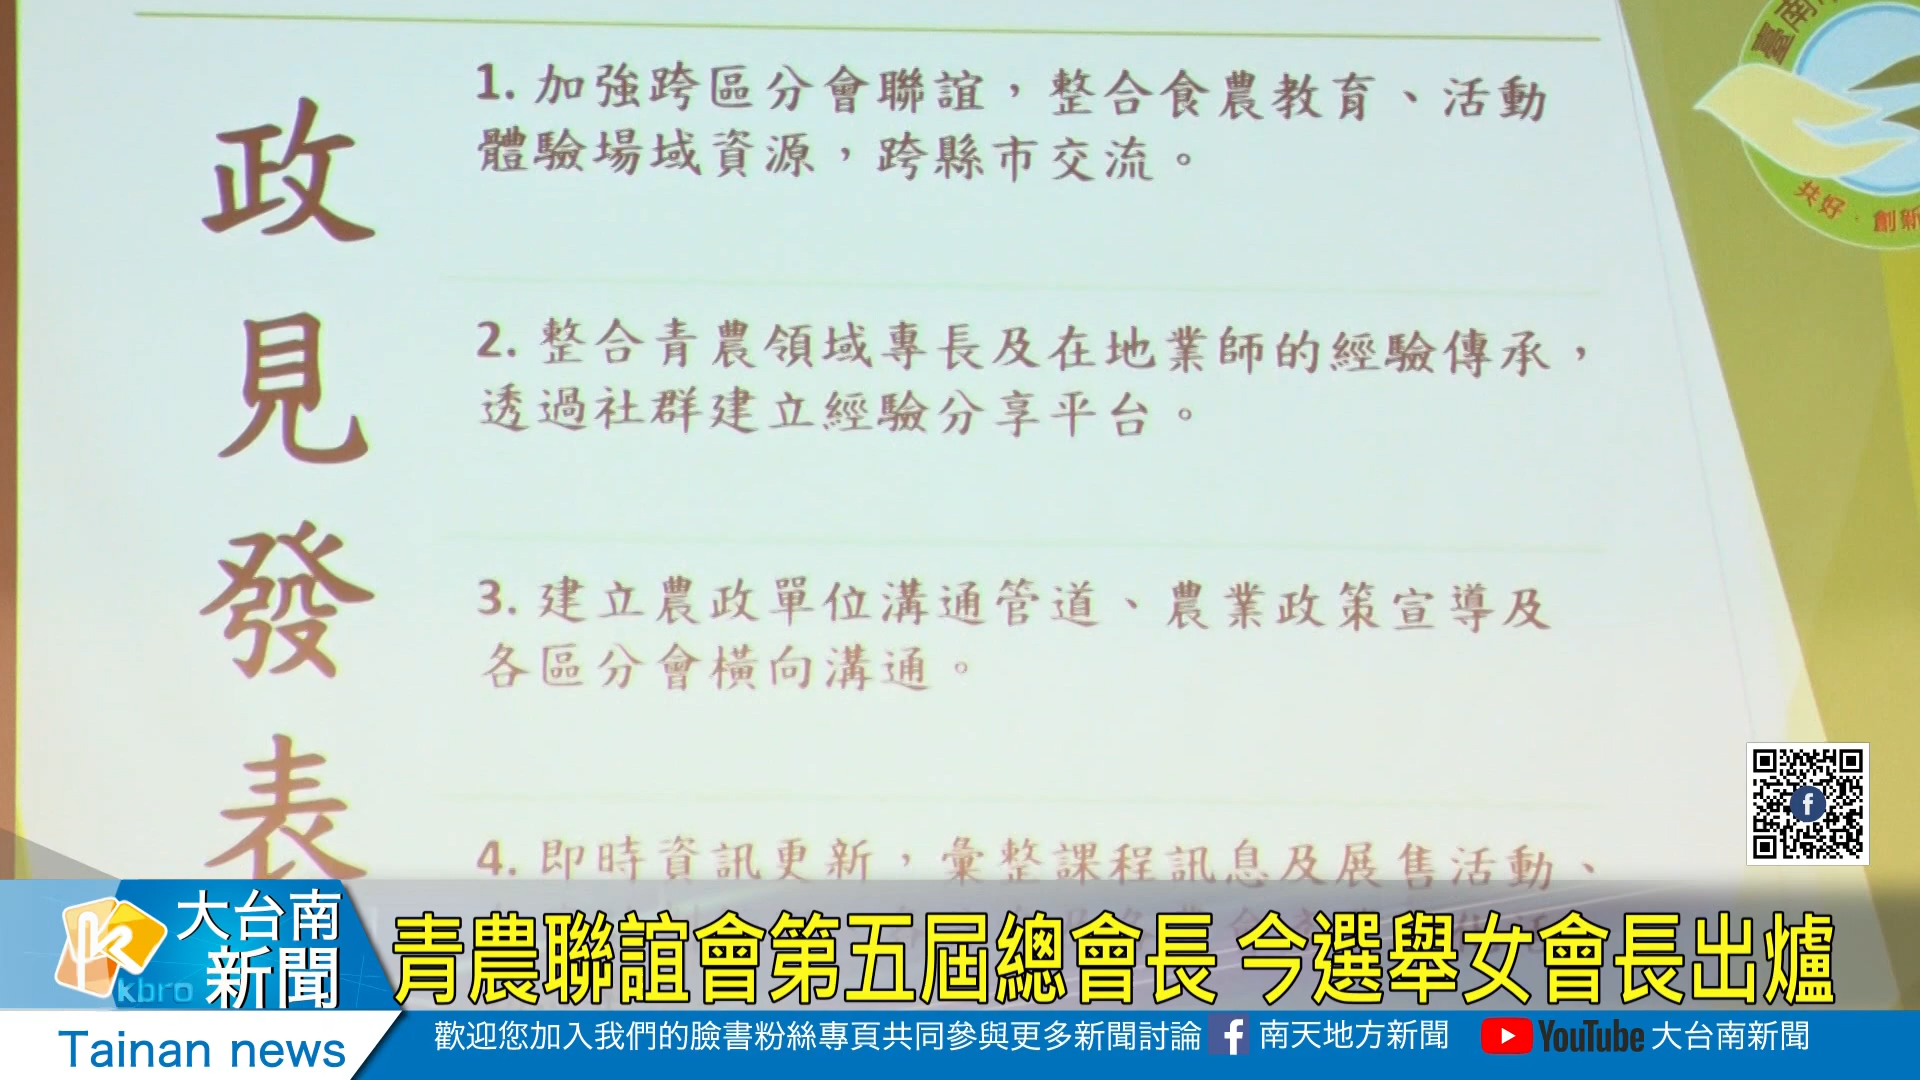 政見發表
1. 加強跨區分會聯誼，整合食農教育、活動
體驗場域資源，跨縣市交流。
2. 整合青農領域專長及在地業師的經驗傳承，
透過社群建立經驗分享平台。
3. 建立農政單位溝通管道、農業政策宣導及
各區分會橫向溝通。
4. 即時資訊更新，彙整課程訊息及展售活動、
臺南
共好．創新
大台南
新聞
kbro
青農聯誼會第五屆總會長 今選舉女會長出爐
Tainan news
歡迎您加入我們的臉書粉絲專頁共同參與更多新聞討論 f 南天地方新聞 YouTube 大台南新聞